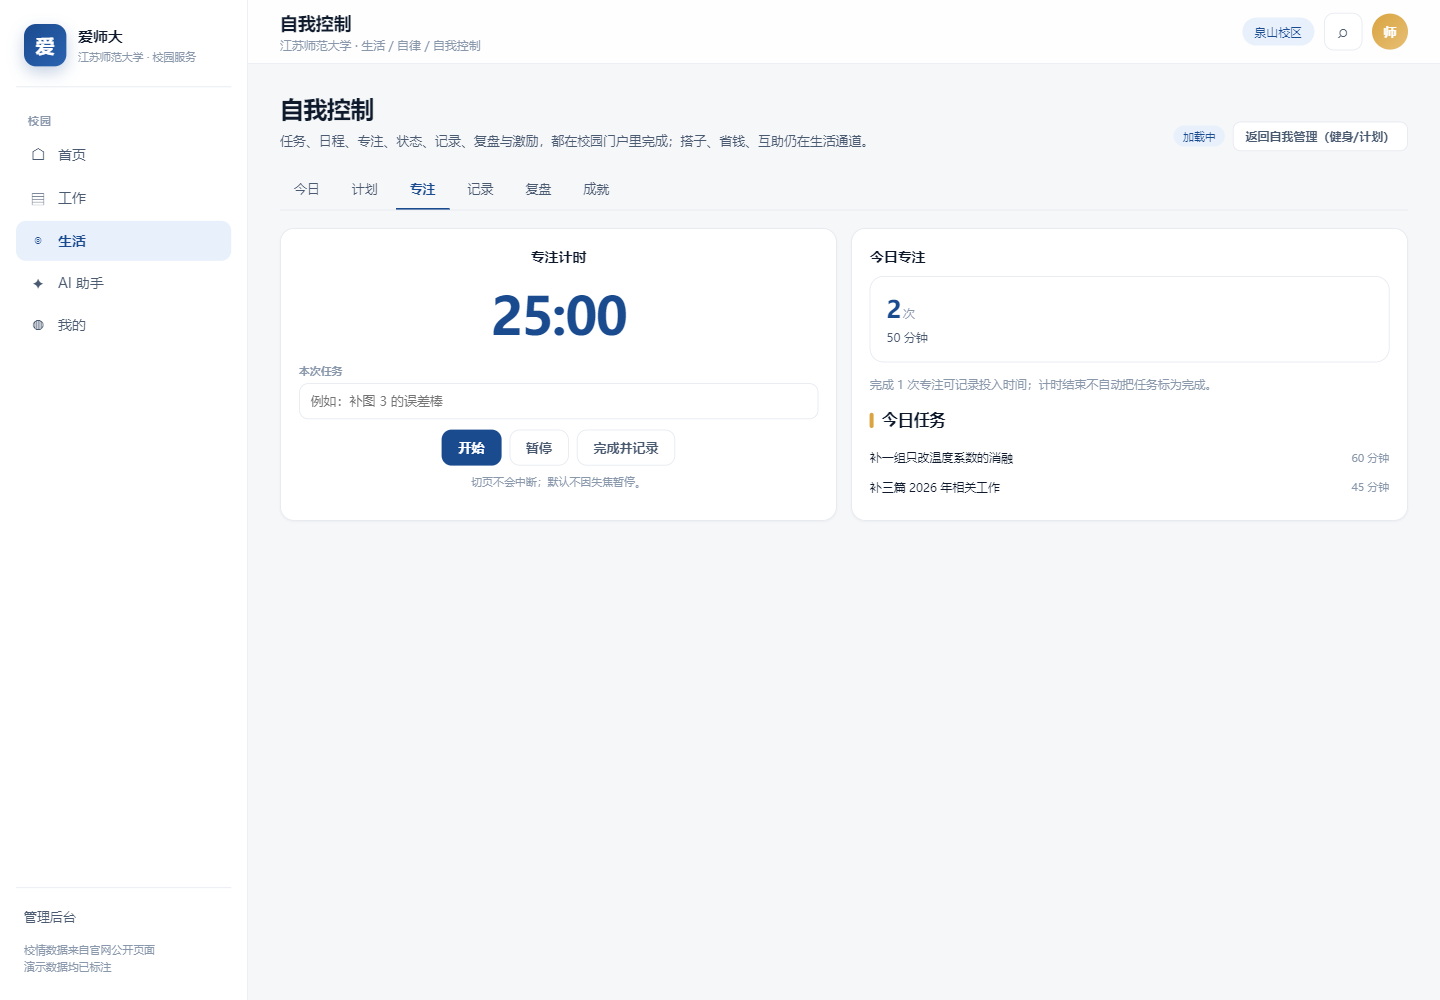 爱
爱师大
江苏师范大学 · 校园服务
校园
首页
工作
生活
AI 助手
我的
管理后台
校情数据来自官网公开页面
演示数据均已标注
自我控制
江苏师范大学 · 生活 / 自律 / 自我控制
泉山校区
师
自我控制
任务、日程、专注、状态、记录、复盘与激励，都在校园门户里完成；搭子、省钱、互助仍在生活通道。
加载中
返回自我管理（健身/计划）
今日
计划
专注
记录
复盘
成就
专注计时
25:00
本次任务
例如：补图 3 的误差棒
开始
暂停
完成并记录
切页不会中断；默认不因失焦暂停。
今日专注
2 次
50 分钟
完成 1 次专注可记录投入时间；计时结束不自动把任务标为完成。
今日任务
补一组只改温度系数的消融
60 分钟
补三篇 2026 年相关工作
45 分钟